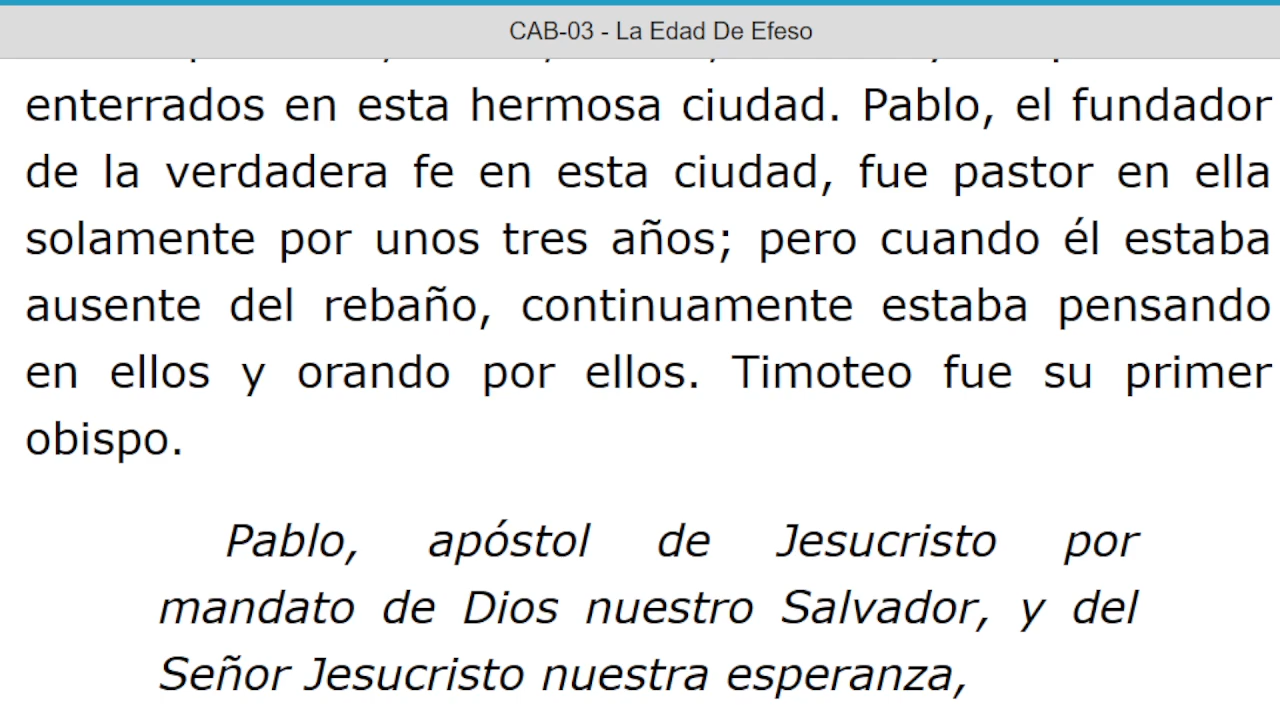 CAB-03 - La Edad De Efeso
enterrados en esta hermosa ciudad. Pablo, el fundador
de la verdadera fe en esta ciudad, fue pastor en ella
solamente por unos tres años; pero cuando él estaba
ausente del rebaño, continuamente estaba pensando
en ellos y orando por ellos. Timoteo fue su primer
obispo.
Pablo, apóstol de Jesucristo por
mandato de Dios nuestro Salvador, y del
Señor Jesucristo nuestra esperanza,